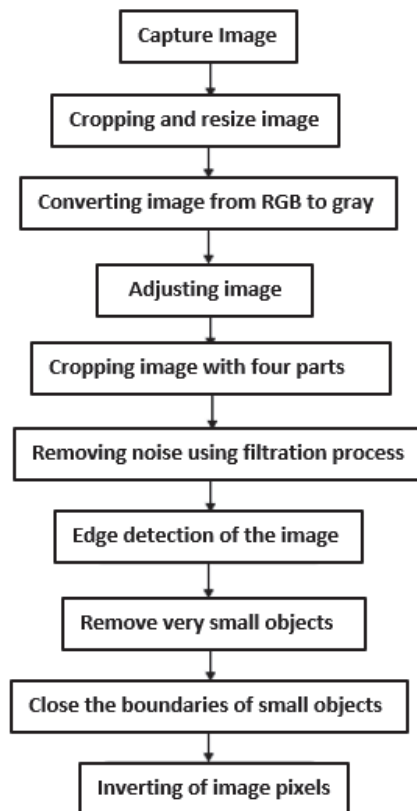 Capture Image
Cropping and resize image
Converting image from RGB to gray
Adjusting image
Cropping image with four parts
Removing noise using filtration process
Edge detection of the image
Remove very small objects
Close the boundaries of small objects
Inverting of image pixels